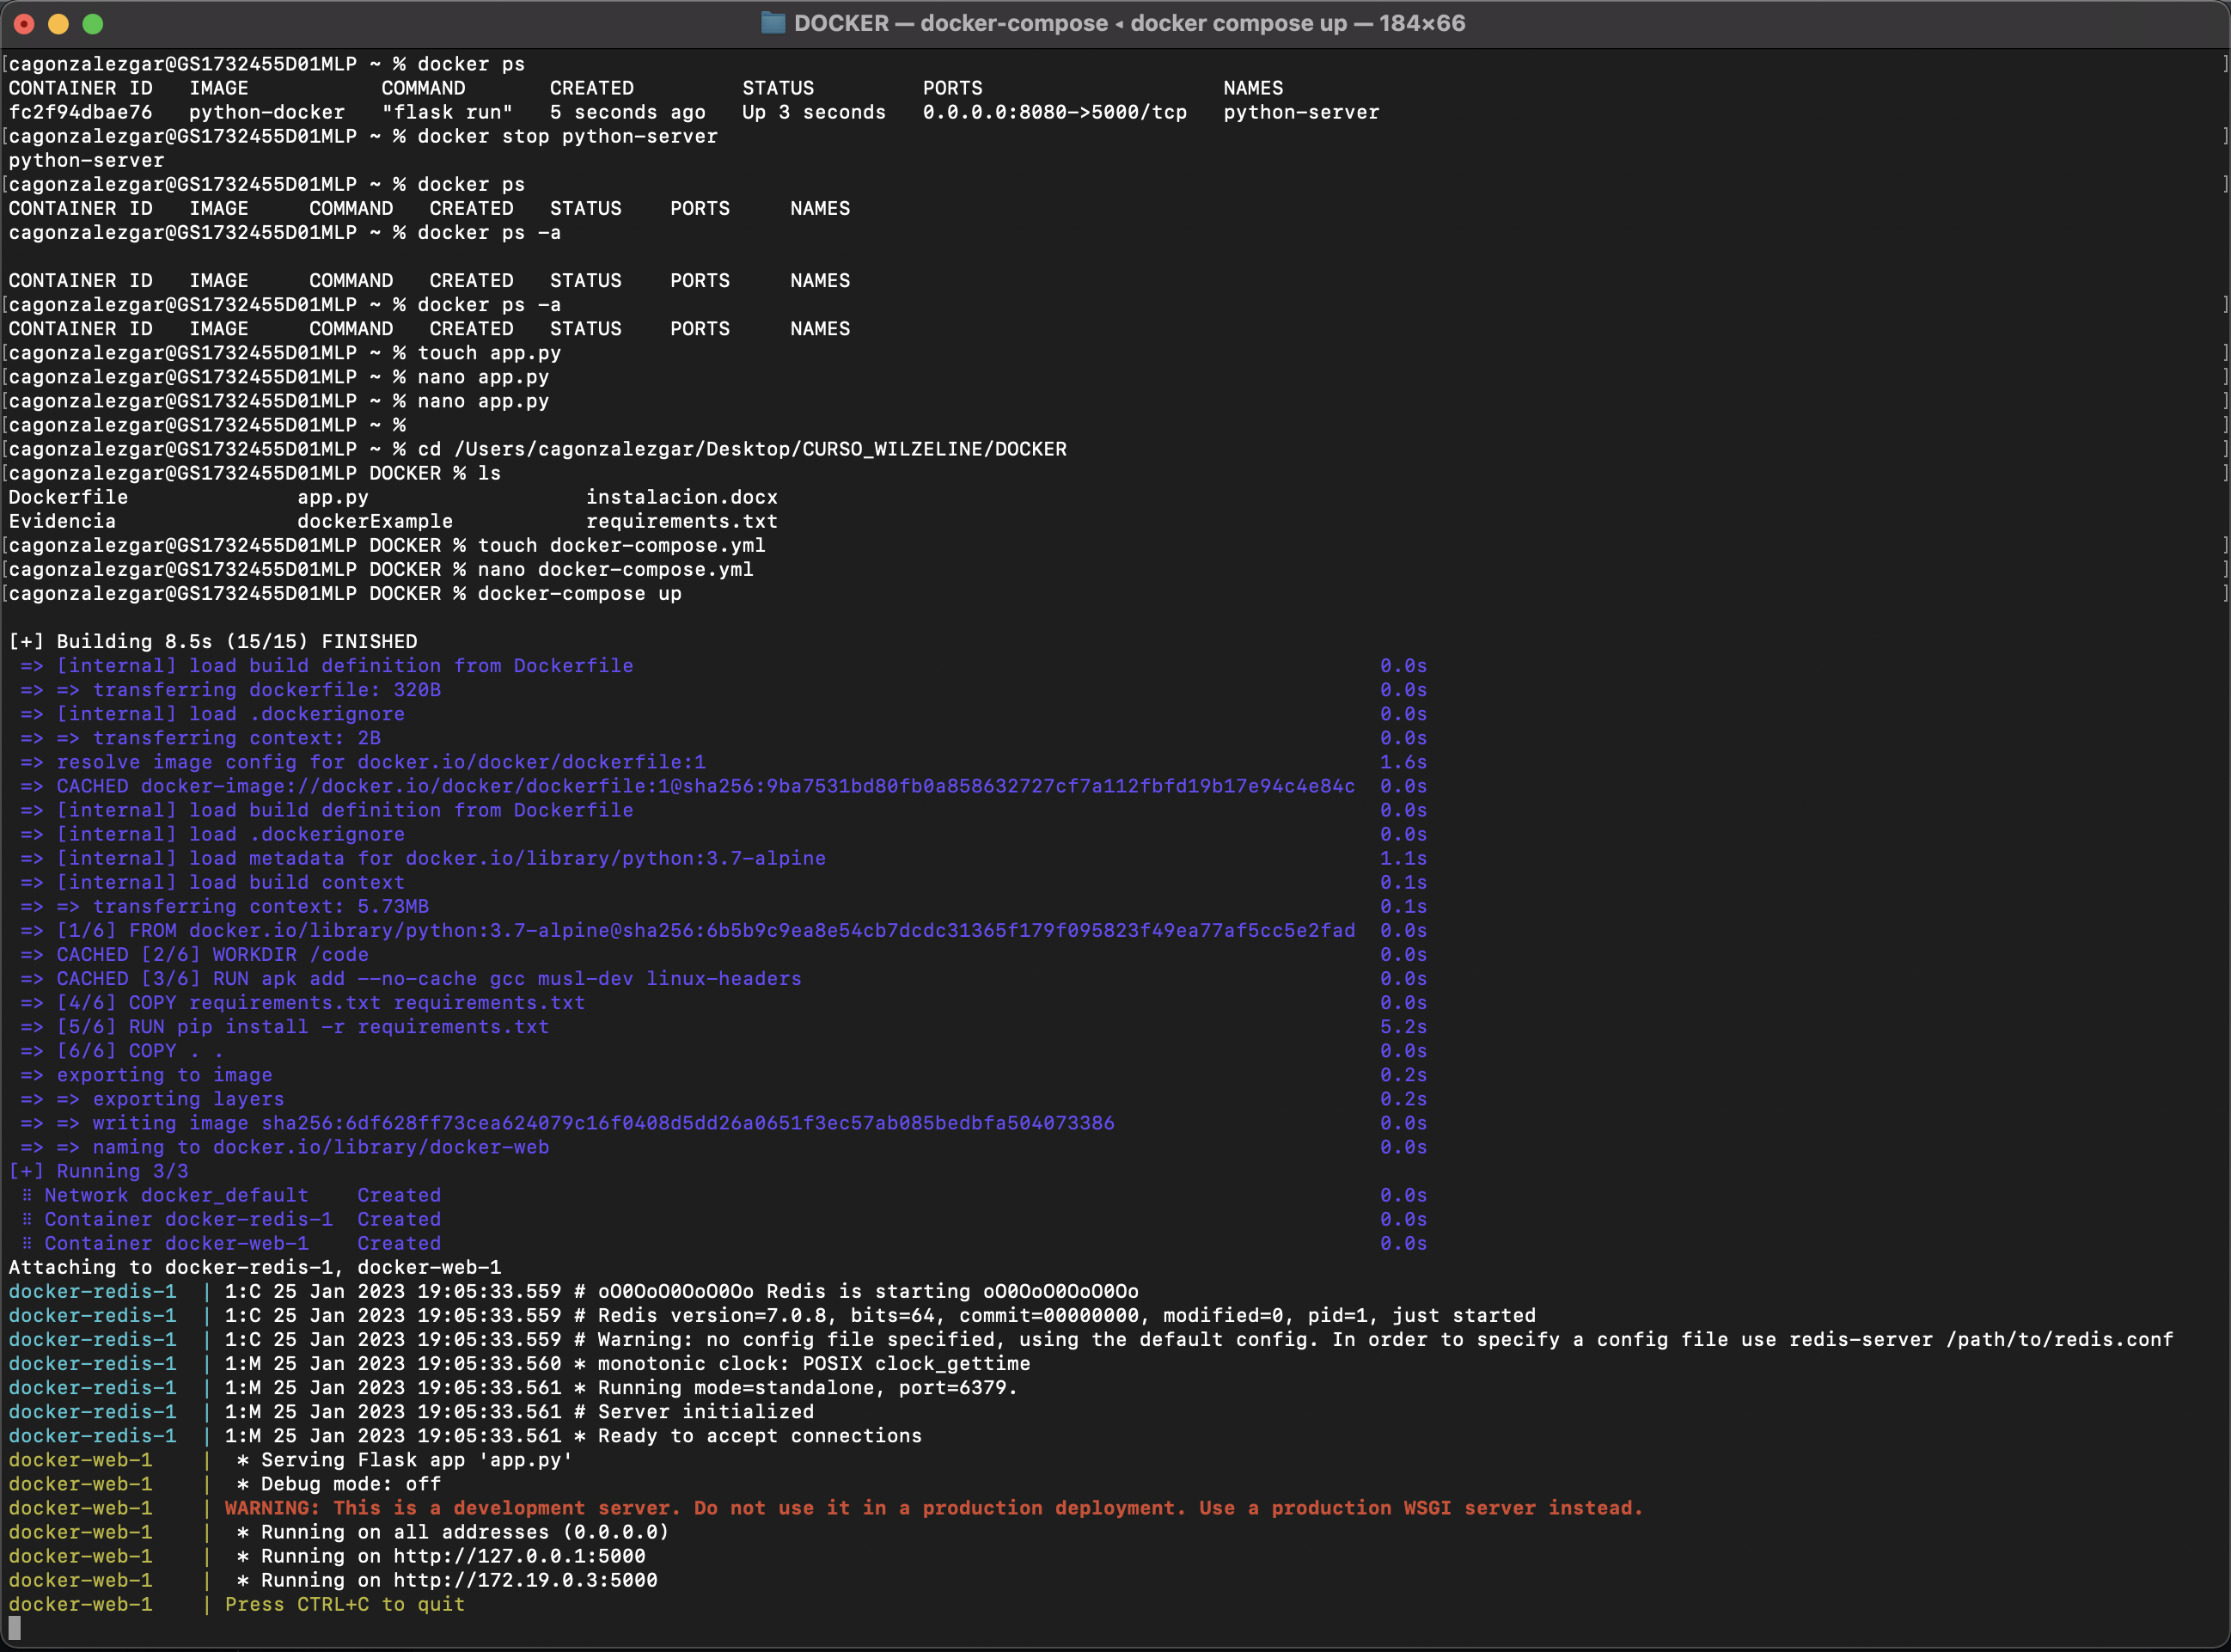 DOCKER — docker-compose ◂ docker compose up — 184×66
[cagonzalezgar@GS1732455D01MLP ~ % docker ps ]
CONTAINER ID   IMAGE           COMMAND       CREATED         STATUS         PORTS                    NAMES
fc2f94dbae76   python-docker   "flask run"   5 seconds ago   Up 3 seconds   0.0.0.0:8080->5000/tcp   python-server
[cagonzalezgar@GS1732455D01MLP ~ % docker stop python-server ]
python-server
[cagonzalezgar@GS1732455D01MLP ~ % docker ps ]
CONTAINER ID   IMAGE     COMMAND   CREATED   STATUS    PORTS     NAMES
cagonzalezgar@GS1732455D01MLP ~ % docker ps -a
CONTAINER ID   IMAGE     COMMAND   CREATED   STATUS    PORTS     NAMES
[cagonzalezgar@GS1732455D01MLP ~ % docker ps -a ]
CONTAINER ID   IMAGE     COMMAND   CREATED   STATUS    PORTS     NAMES
[cagonzalezgar@GS1732455D01MLP ~ % touch app.py ]
[cagonzalezgar@GS1732455D01MLP ~ % nano app.py ]
[cagonzalezgar@GS1732455D01MLP ~ % nano app.py ]
[cagonzalezgar@GS1732455D01MLP ~ % ]
[cagonzalezgar@GS1732455D01MLP ~ % cd /Users/cagonzalezgar/Desktop/CURSO_WILZELINE/DOCKER ]
[cagonzalezgar@GS1732455D01MLP DOCKER % ls ]
Dockerfile              app.py                  instalacion.docx
Evidencia               dockerExample           requirements.txt
[cagonzalezgar@GS1732455D01MLP DOCKER % touch docker-compose.yml ]
[cagonzalezgar@GS1732455D01MLP DOCKER % nano docker-compose.yml ]
[cagonzalezgar@GS1732455D01MLP DOCKER % docker-compose up ]
[+] Building 8.5s (15/15) FINISHED
=> [internal] load build definition from Dockerfile 0.0s
=> => transferring dockerfile: 320B 0.0s
=> [internal] load .dockerignore 0.0s
=> => transferring context: 2B 0.0s
=> resolve image config for docker.io/docker/dockerfile:1 1.6s
=> CACHED docker-image://docker.io/docker/dockerfile:1@sha256:9ba7531bd80fb0a858632727cf7a112fbfd19b17e94c4e84c 0.0s
=> [internal] load build definition from Dockerfile 0.0s
=> [internal] load .dockerignore 0.0s
=> [internal] load metadata for docker.io/library/python:3.7-alpine 1.1s
=> [internal] load build context 0.1s
=> => transferring context: 5.73MB 0.1s
=> [1/6] FROM docker.io/library/python:3.7-alpine@sha256:6b5b9c9ea8e54cb7dcdc31365f179f095823f49ea77af5cc5e2fad 0.0s
=> CACHED [2/6] WORKDIR /code 0.0s
=> CACHED [3/6] RUN apk add --no-cache gcc musl-dev linux-headers 0.0s
=> [4/6] COPY requirements.txt requirements.txt 0.0s
=> [5/6] RUN pip install -r requirements.txt 5.2s
=> [6/6] COPY . . 0.0s
=> exporting to image 0.2s
=> => exporting layers 0.2s
=> => writing image sha256:6df628ff73cea624079c16f0408d5dd26a0651f3ec57ab085bedbfa504073386 0.0s
=> => naming to docker.io/library/docker-web 0.0s
[+] Running 3/3
⠿ Network docker_default    Created 0.0s
⠿ Container docker-redis-1  Created 0.0s
⠿ Container docker-web-1    Created 0.0s
Attaching to docker-redis-1, docker-web-1
docker-redis-1  | 1:C 25 Jan 2023 19:05:33.559 # oO0OoO0OoO0Oo Redis is starting oO0OoO0OoO0Oo
docker-redis-1  | 1:C 25 Jan 2023 19:05:33.559 # Redis version=7.0.8, bits=64, commit=00000000, modified=0, pid=1, just started
docker-redis-1  | 1:C 25 Jan 2023 19:05:33.559 # Warning: no config file specified, using the default config. In order to specify a config file use redis-server /path/to/redis.conf
docker-redis-1  | 1:M 25 Jan 2023 19:05:33.560 * monotonic clock: POSIX clock_gettime
docker-redis-1  | 1:M 25 Jan 2023 19:05:33.561 * Running mode=standalone, port=6379.
docker-redis-1  | 1:M 25 Jan 2023 19:05:33.561 # Server initialized
docker-redis-1  | 1:M 25 Jan 2023 19:05:33.561 * Ready to accept connections
docker-web-1    |  * Serving Flask app 'app.py'
docker-web-1    |  * Debug mode: off
docker-web-1    | WARNING: This is a development server. Do not use it in a production deployment. Use a production WSGI server instead.
docker-web-1    |  * Running on all addresses (0.0.0.0)
docker-web-1    |  * Running on http://127.0.0.1:5000
docker-web-1    |  * Running on http://172.19.0.3:5000
docker-web-1    | Press CTRL+C to quit